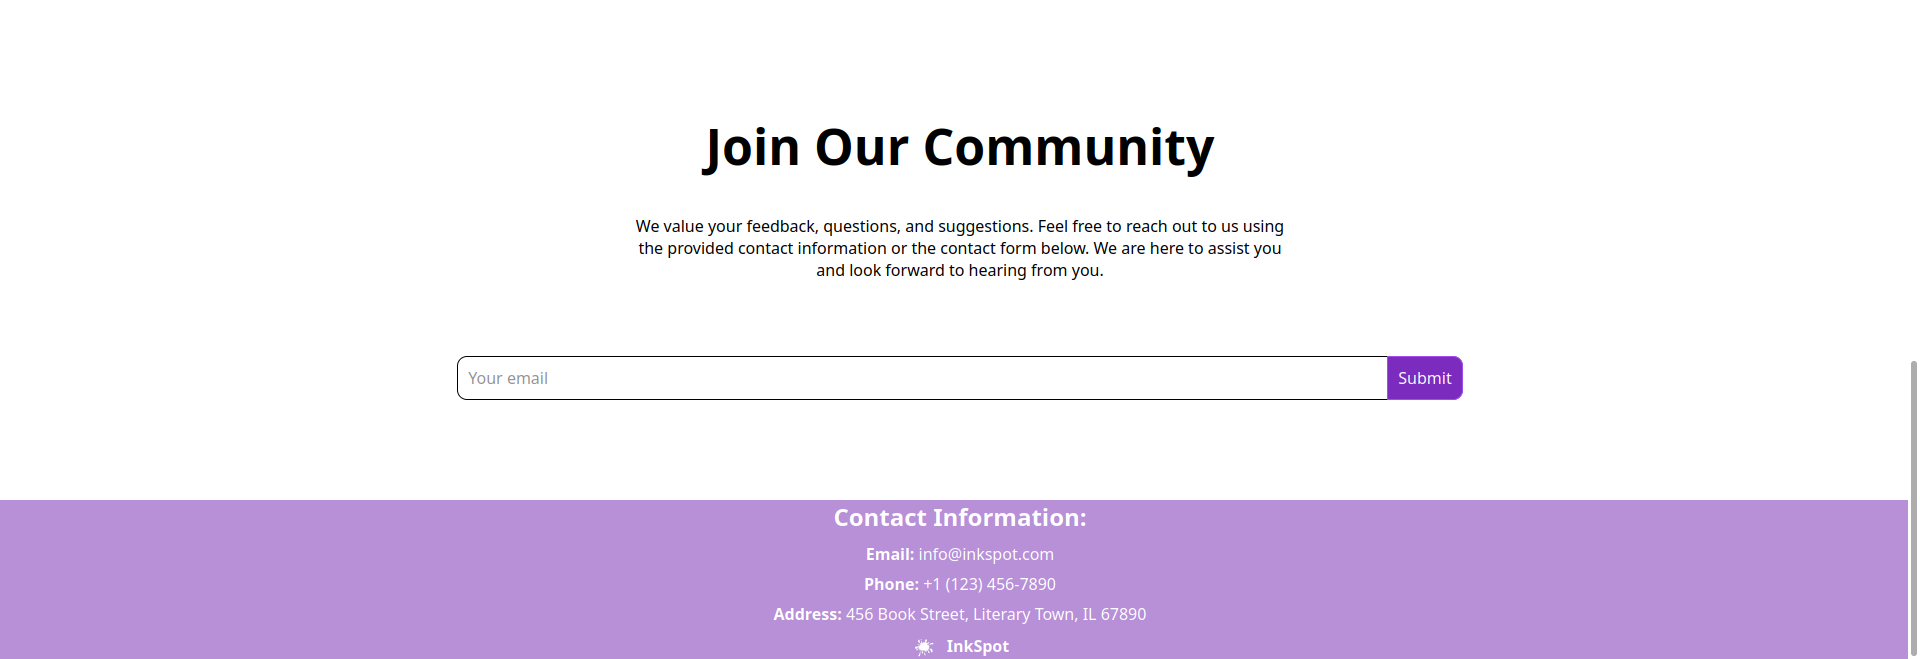 Join Our Community
We value your feedback, questions, and suggestions. Feel free to reach out to us using
the provided contact information or the contact form below. We are here to assist you
and look forward to hearing from you.
Your email
Submit
Contact Information:
Email: info@inkspot.com
Phone: +1 (123) 456-7890
Address: 456 Book Street, Literary Town, IL 67890
InkSpot